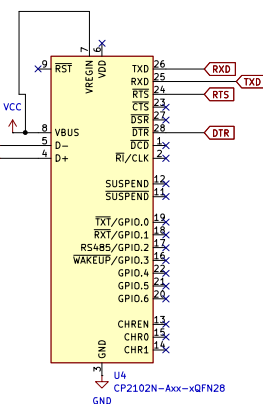 7
6
VREGIN
VDD
9
RST
TXD
26
RXD
RXD
25
TXD
RTS
24
RTS
CTS
23
DSR
27
VCC
8
VBUS
DTR
28
DTR
5
D-
DCD
1
4
D+
RI/CLK
2
SUSPEND
12
SUSPEND
11
TXT/GPIO.0
19
RXT/GPIO.1
18
RS485/GPIO.2
17
WAKEUP/GPIO.3
16
GPIO.4
22
GPIO.5
21
GPIO.6
20
CHREN
13
CHR0
15
CHR1
14
GND
3
U4
CP2102N-Axx-xQFN28
GND